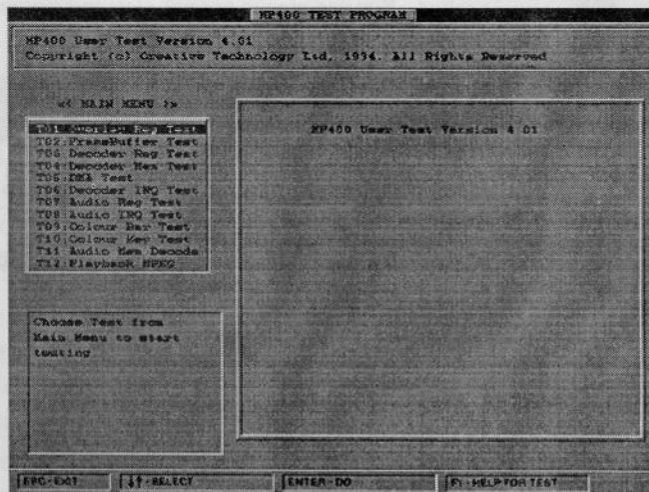 MP400 TEST PROGRAM
MP400 User Test Version 4.01
Copyright (c) Creative Technology Ltd, 1994. All Rights Reserved
<< MAIN MENU >>
T01:Overlay Reg Test
T02:FrameBuffer Test
T03:Decoder Reg Test
T04:Decoder Mem Test
T05:DMA Test
T06:Decoder IRQ Test
T07:Audio Reg Test
T08:Audio IRQ Test
T09:Colour Bar Test
T10:Colour Key Test
T11:Audio Mem Decode
T12:Playback MPEG
MP400 User Test Version 4.01
Choose Test from
Main Menu to start
testing
ESC-EXIT
↓↑-SELECT
ENTER-DO
F1-HELP FOR TEST